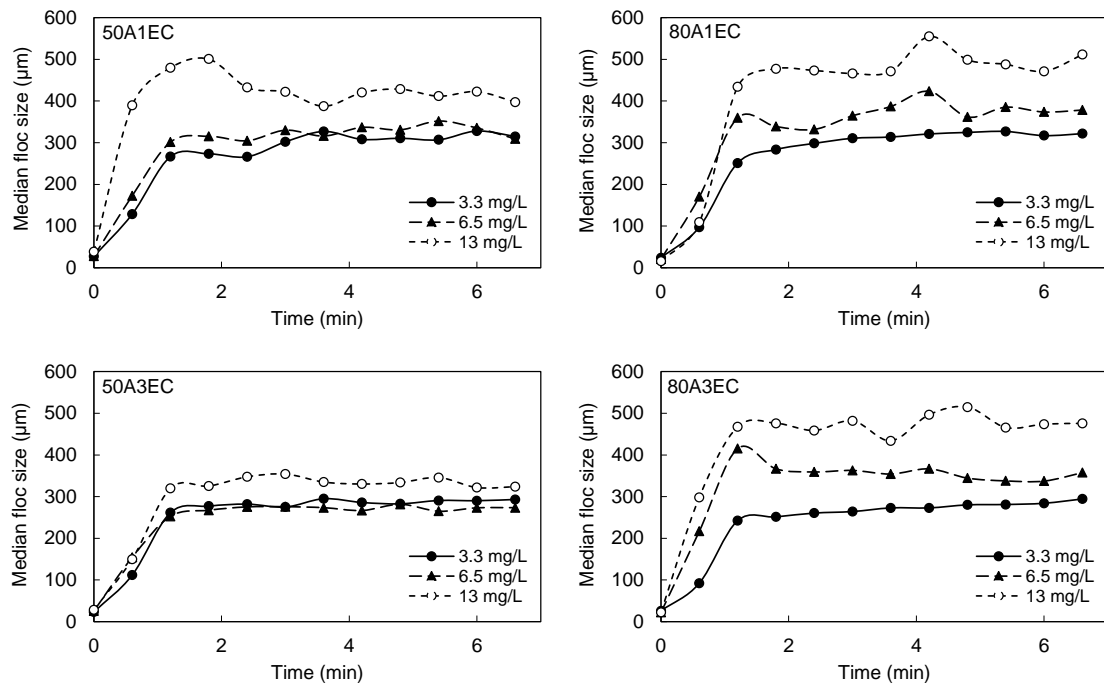 50A1EC
Median floc size (µm)
600
500
400
300
200
100
0
3.3 mg/L
6.5 mg/L
13 mg/L
0 2 4 6
Time (min)
80A1EC
Median floc size (µm)
600
500
400
300
200
100
0
3.3 mg/L
6.5 mg/L
13 mg/L
0 2 4 6
Time (min)
50A3EC
Median floc size (µm)
600
500
400
300
200
100
0
3.3 mg/L
6.5 mg/L
13 mg/L
0 2 4 6
Time (min)
80A3EC
Median floc size (µm)
600
500
400
300
200
100
0
3.3 mg/L
6.5 mg/L
13 mg/L
0 2 4 6
Time (min)